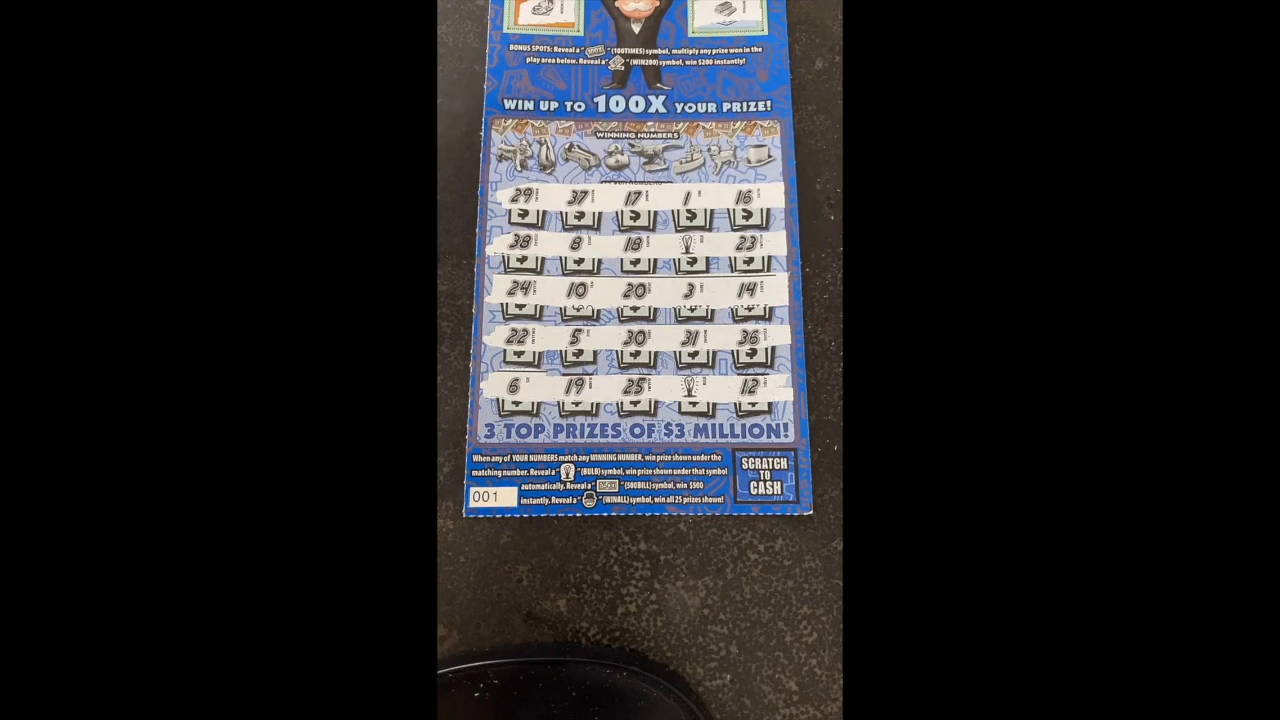 BONUS SPOTS: Reveal a " 100X " (100TIMES) symbol, multiply any prize won in the
play area below. Reveal a " " (WIN200) symbol, win $200 instantly!
WIN UP TO 100X YOUR PRIZE!
WINNING NUMBERS
29 37 17 1 16
$ $ $ $ $
38 8 18 23
$ $ $ $ $
24 10 20 3 14
22 5 30 31 36
$ $ $ $ $
6 19 25 12
3 TOP PRIZES OF $3 MILLION!
When any of YOUR NUMBERS match any WINNING NUMBER, win prize shown under the
matching number. Reveal a " " (BULB) symbol, win prize shown under that symbol
automatically. Reveal a " " (500BILL) symbol, win $500
instantly. Reveal a " " (WINALL) symbol, win all 25 prizes shown!
001
SCRATCH
TO
CASH